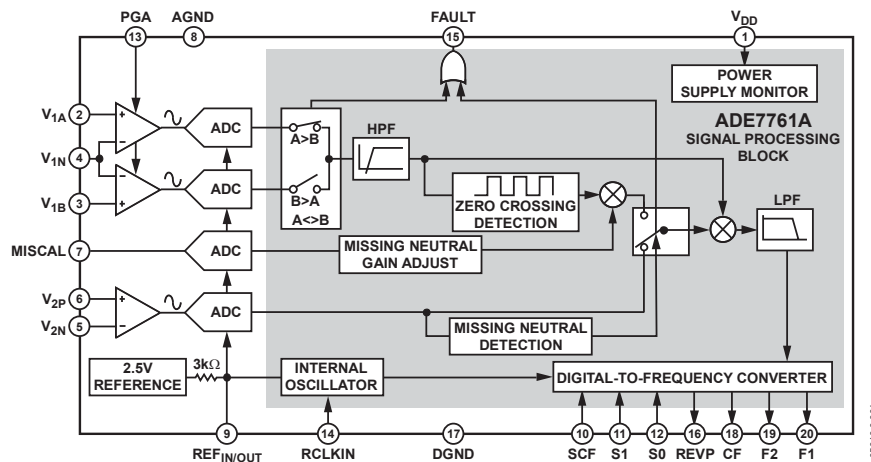 PGA AGND FAULT VDD
13 8 15 1
POWER
SUPPLY MONITOR
ADE7761A
SIGNAL PROCESSING
BLOCK
V1A 2 + − ADC
A>B
HPF
V1N 4
V1B 3 − + ADC
B>A
A<>B
ZERO CROSSING
DETECTION
LPF
MISCAL 7 ADC
MISSING NEUTRAL
GAIN ADJUST
V2P 6 +
V2N 5 − ADC
MISSING NEUTRAL
DETECTION
2.5V
REFERENCE
3kΩ
INTERNAL
OSCILLATOR
DIGITAL-TO-FREQUENCY CONVERTER
9 14 17 10 11 12 16 18 19 20
REFIN/OUT RCLKIN DGND SCF S1 S0 REVP CF F2 F1